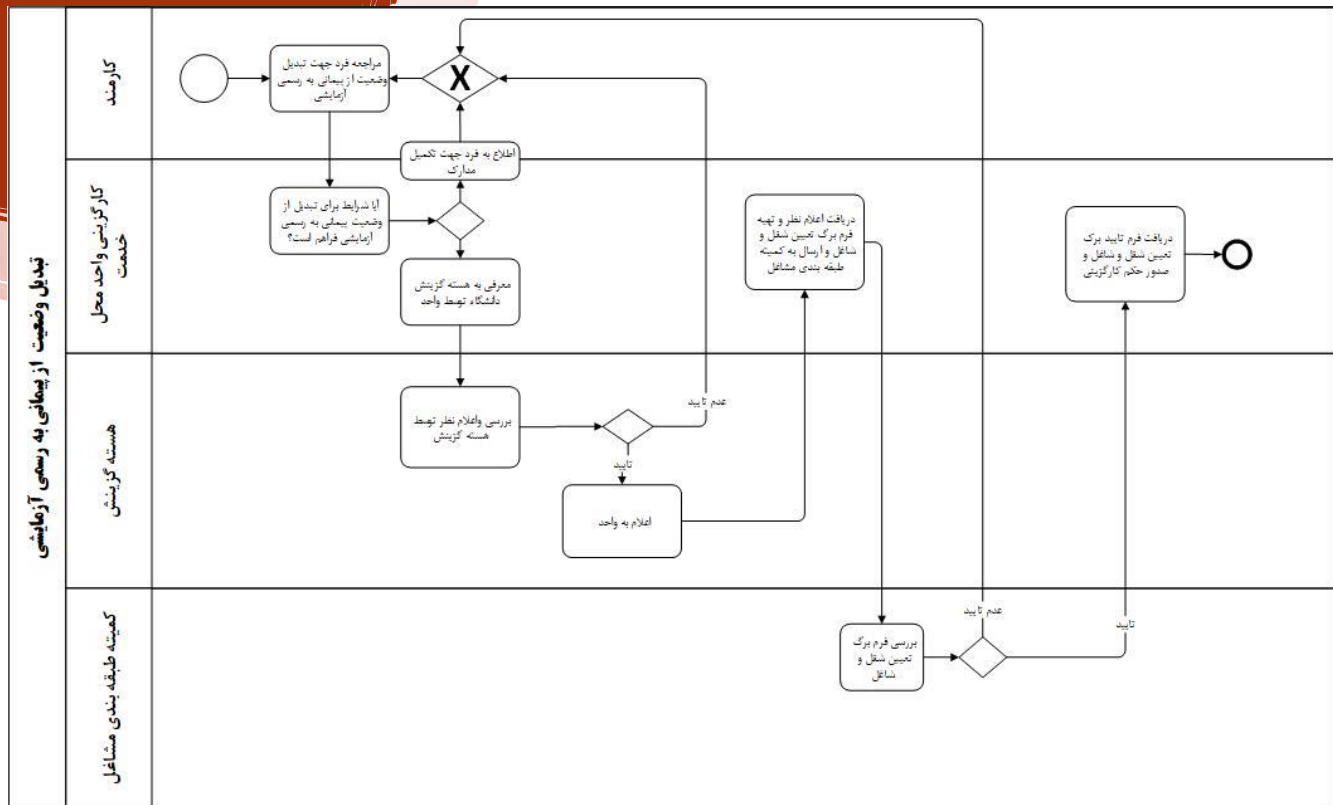 تبدیل وضعیت از پیمانی به رسمی آزمایشی
کارمند
مراجعه فرد جهت تبدیل
وضعیت از پیمانی به رسمی
آزمایشی
X
اطلاع به فرد جهت تکمیل
مدارک
کارگزینی واحد محل
خدمت
آیا شرایط برای تبدیل از
وضعیت پیمانی به رسمی
آزمایشی فراهم است؟
معرفی به هسته گزینش
دانشگاه توسط واحد
دریافت اعلام نظر و تهیه
فرم برگ تعیین شغل و
شاغل و ارسال به کمیته
طبقه بندی مشاغل
دریافت فرم تایید برگ
تعیین شغل و شاغل و
صدور حکم کارگزینی
هسته گزینش
بررسی واعلام نظر توسط
هسته گزینش
عدم تایید
تایید
اعلام به واحد
کمیته طبقه بندی مشاغل
بررسی فرم برگ
تعیین شغل و
شاغل
عدم تایید
تایید